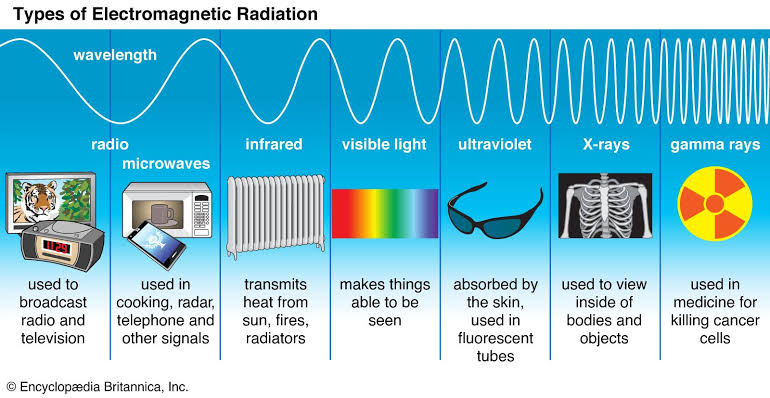 Types of Electromagnetic Radiation
wavelength
radio
microwaves
infrared
visible light
ultraviolet
X-rays
gamma rays
11:29
used to
broadcast
radio and
television
used in
cooking, radar,
telephone and
other signals
transmits
heat from
sun, fires,
radiators
makes things
able to be
seen
absorbed by
the skin,
used in
fluorescent
tubes
used to view
inside of
bodies and
objects
used in
medicine for
killing cancer
cells
© Encyclopædia Britannica, Inc.